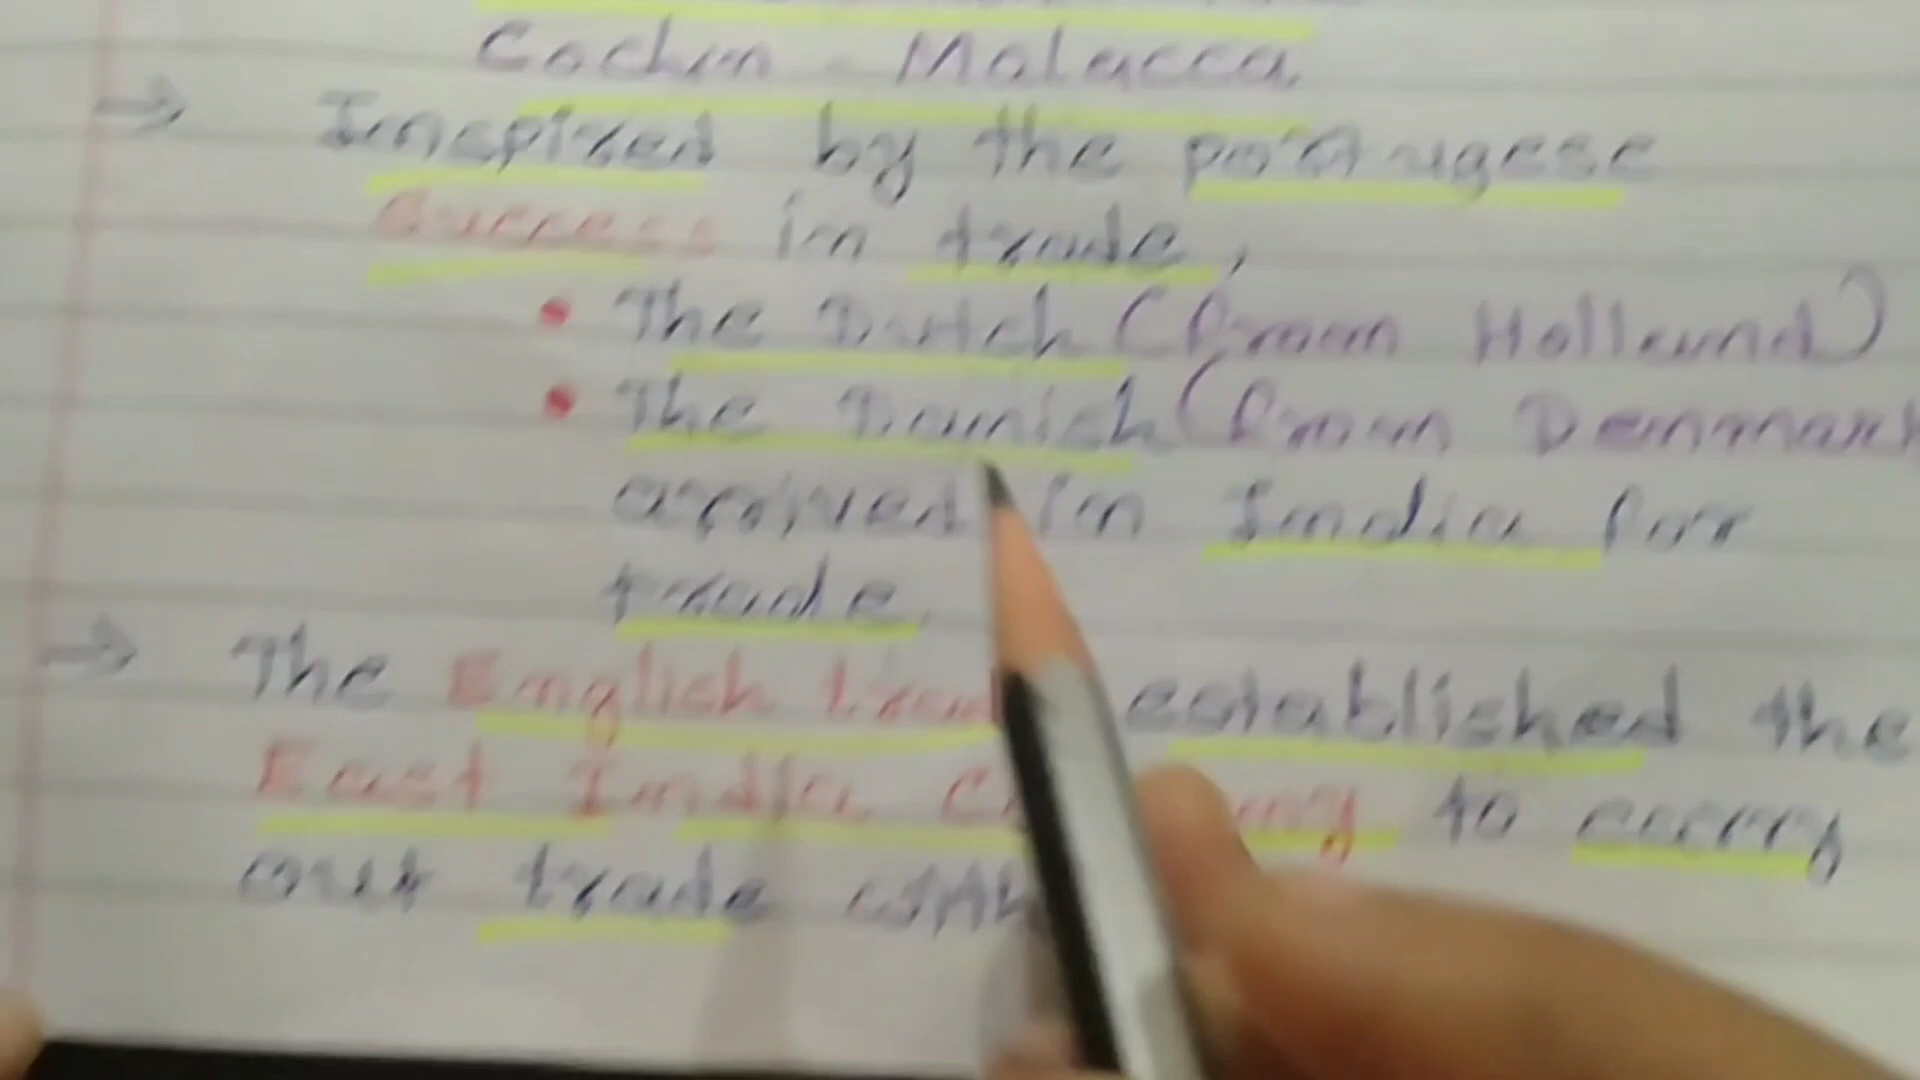 Cochin - Malacca
→ Inspired by the portugese
success in trade,
• The Dutch (from Holland)
• The Danish (from Denmark
arrived in India for
trade.
→ The English established the
East India to carry
out trade with